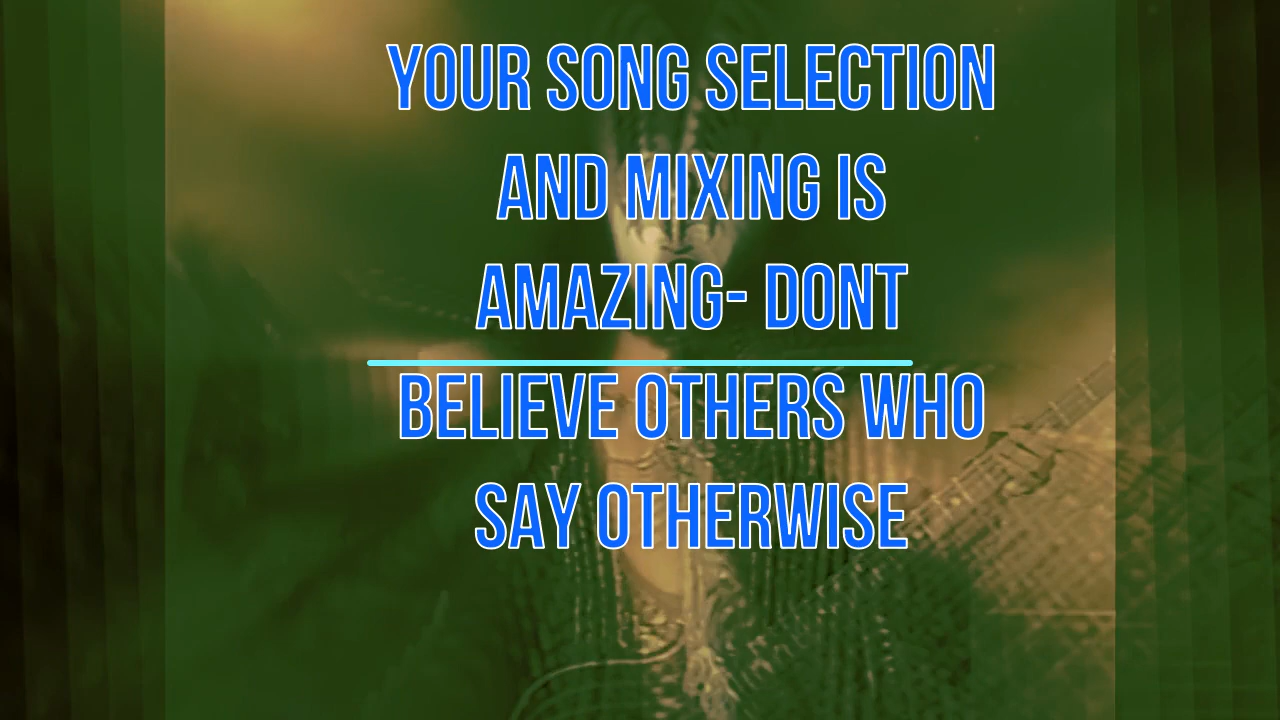 YOUR SONG SELECTION
AND MIXING IS
AMAZING- DONT
BELIEVE OTHERS WHO
SAY OTHERWISE